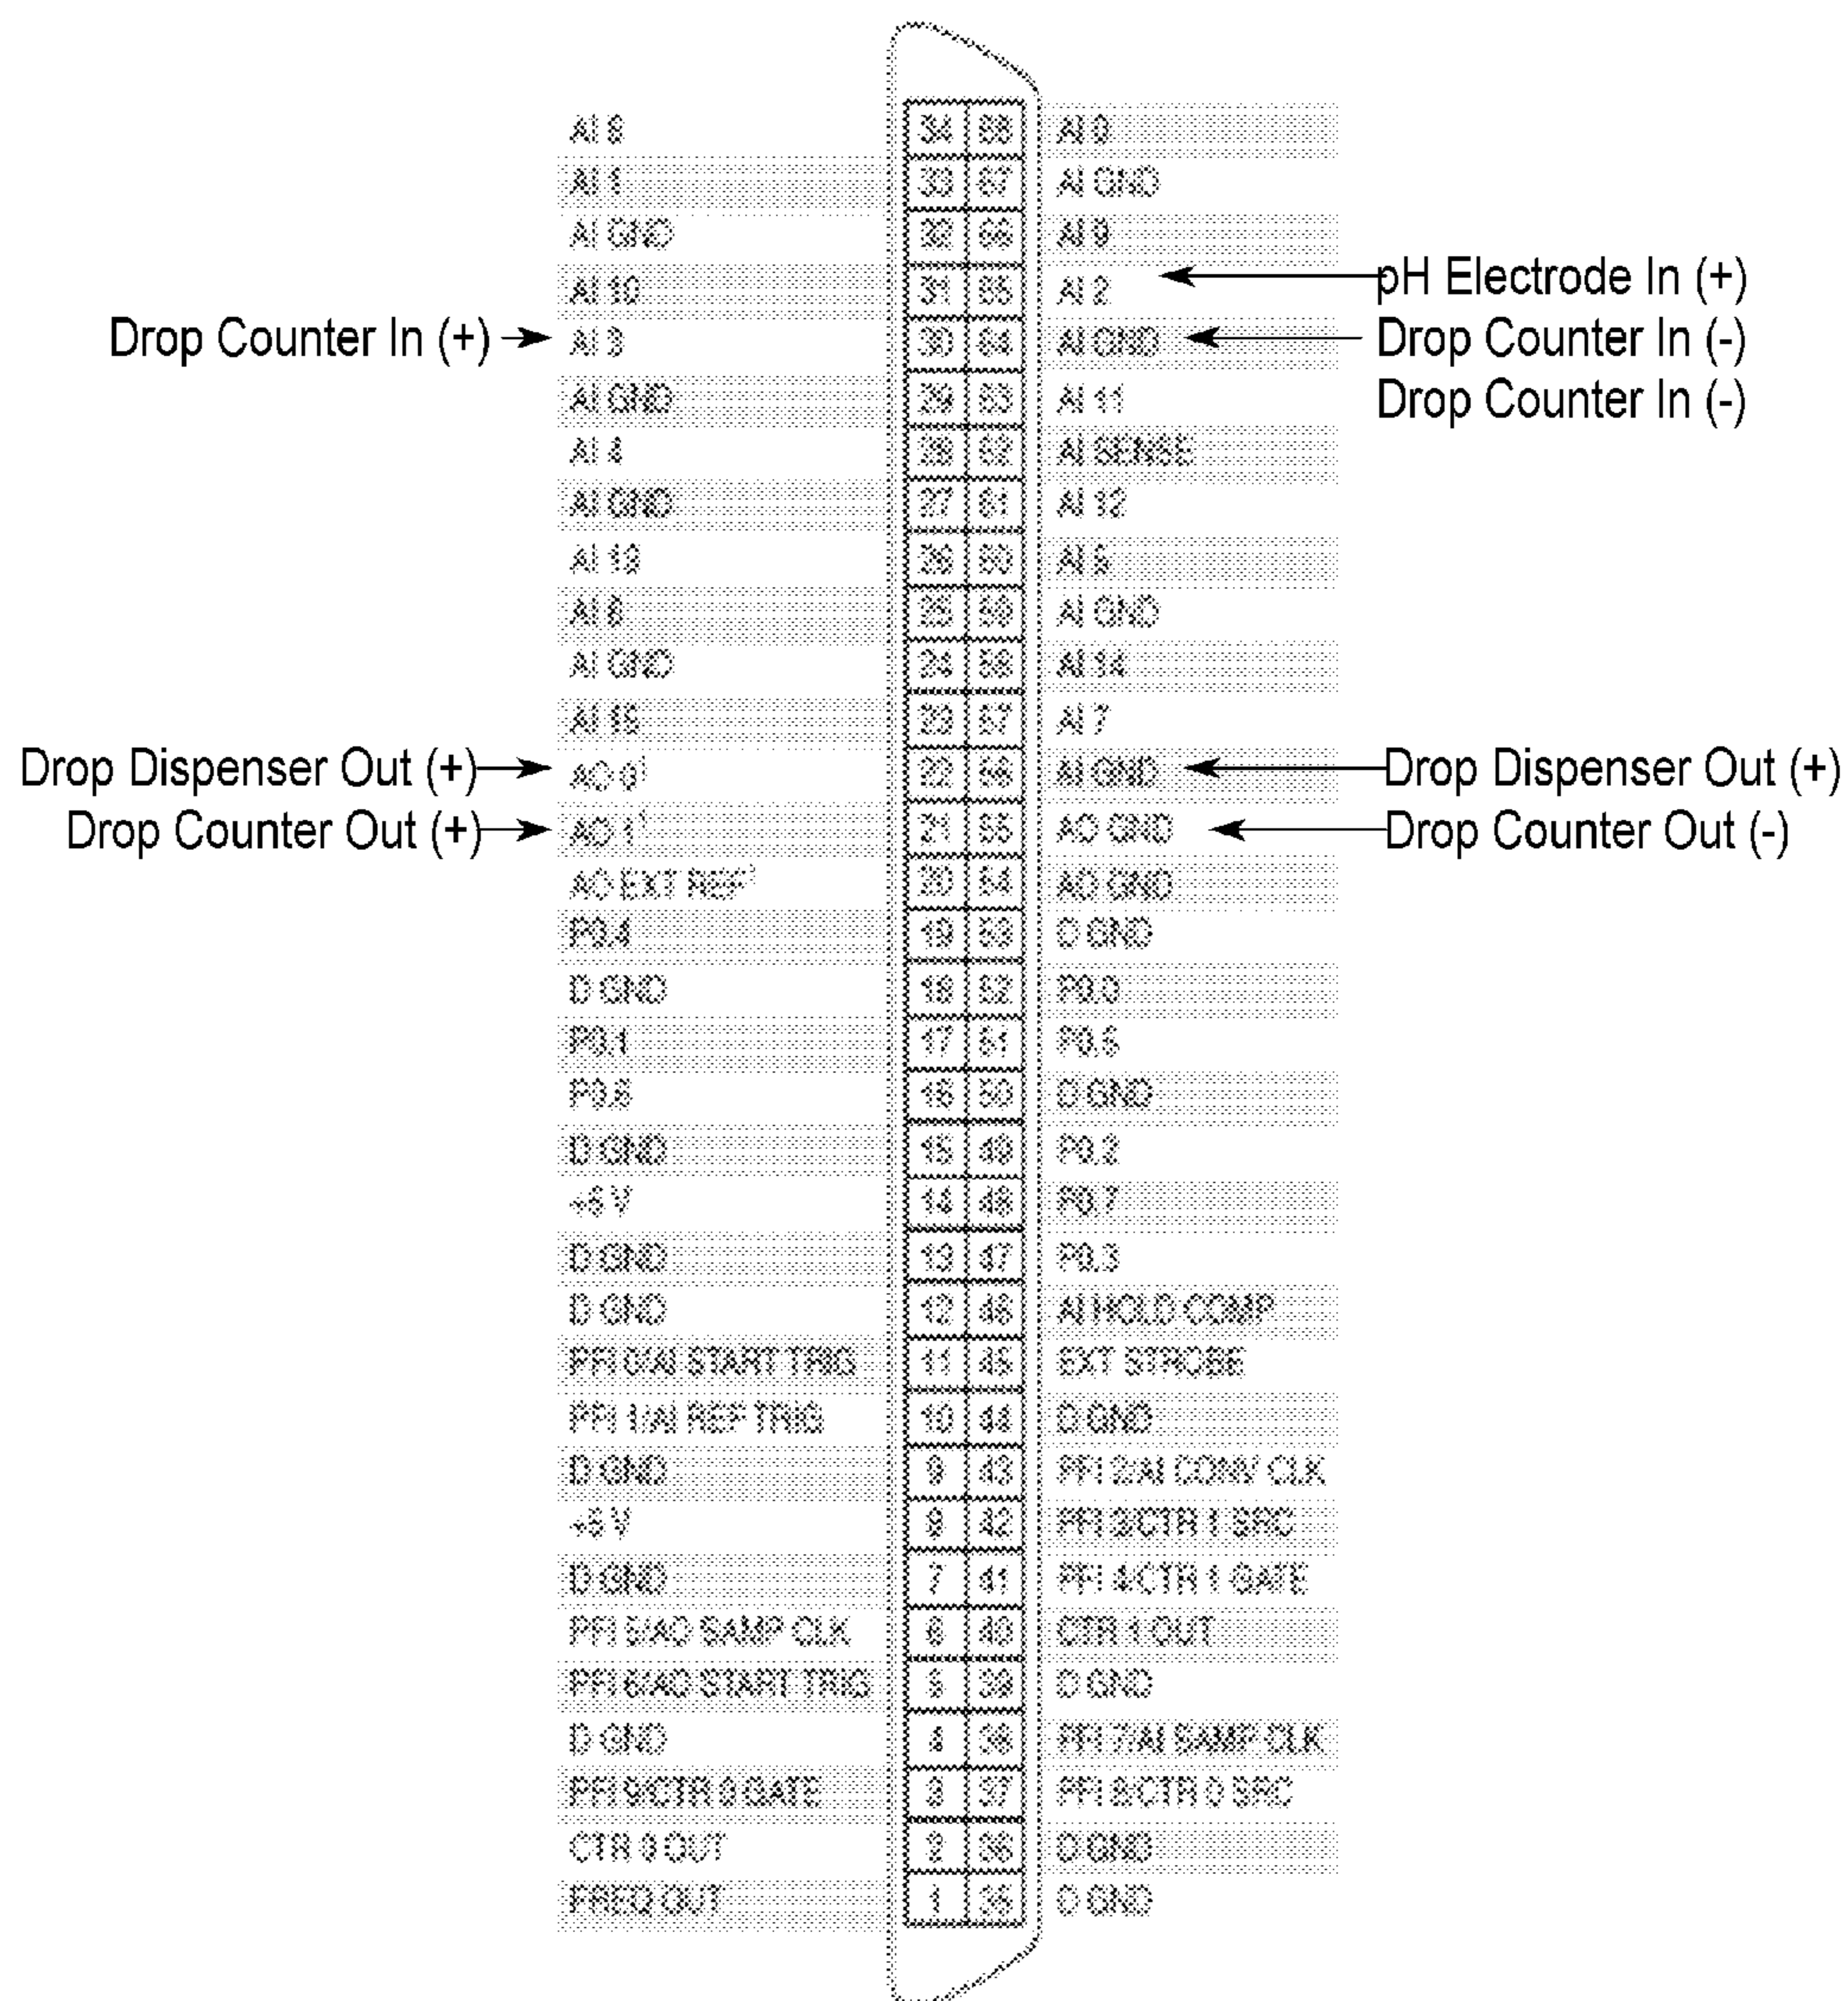 AI 8 34 68 AI 0
AI 1 33 67 AI GND
AI GND 32 66 AI 9
AI 10 31 65 AI 2 pH Electrode In (+)
Drop Counter In (+) AI 3 30 64 AI GND Drop Counter In (-)
AI GND 29 63 AI 11 Drop Counter In (-)
AI 4 28 62 AI SENSE
AI GND 27 61 AI 12
AI 13 26 60 AI 5
AI 6 25 59 AI GND
AI GND 24 58 AI 14
AI 15 23 57 AI 7
Drop Dispenser Out (+) AO 0¹ 22 56 AI GND Drop Dispenser Out (+)
Drop Counter Out (+) AO 1¹ 21 55 AO GND Drop Counter Out (-)
AO EXT REF¹ 20 54 AO GND
P0.4 19 53 D GND
D GND 18 52 P0.0
P0.1 17 51 P0.5
P0.6 16 50 D GND
D GND 15 49 P0.2
+5 V 14 48 P0.7
D GND 13 47 P0.3
D GND 12 46 AI HOLD COMP
PFI 0/AI START TRIG 11 45 EXT STROBE
PFI 1/AI REF TRIG 10 44 D GND
D GND 9 43 PFI 2/AI CONV CLK
+5 V 8 42 PFI 3/CTR 1 SRC
D GND 7 41 PFI 4/CTR 1 GATE
PFI 5/AO SAMP CLK 6 40 CTR 1 OUT
PFI 6/AO START TRIG 5 39 D GND
D GND 4 38 PFI 7/AI SAMP CLK
PFI 9/CTR 0 GATE 3 37 PFI 8/CTR 0 SRC
CTR 0 OUT 2 36 D GND
FREQ OUT 1 35 D GND